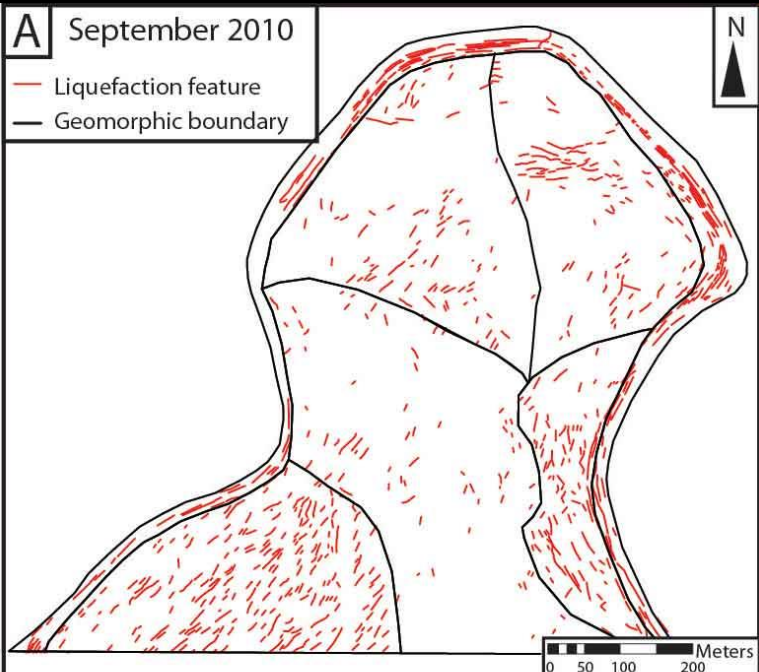 A September 2010
Liquefaction feature
Geomorphic boundary
N
Meters
0 50 100 200